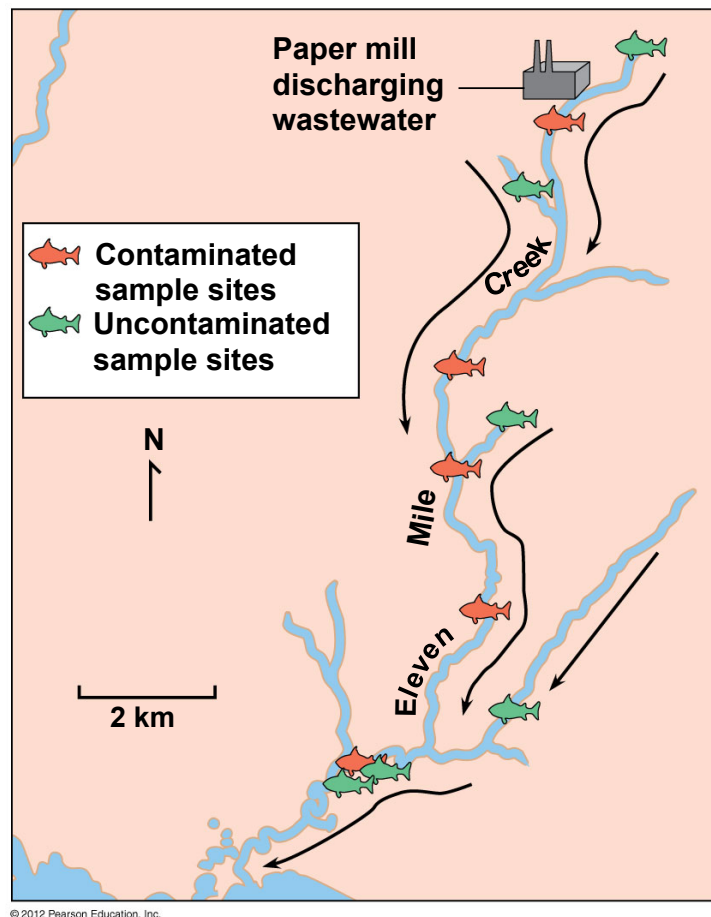 Paper mill
discharging
wastewater
Contaminated
sample sites
Uncontaminated
sample sites
Creek
N
Mile
Eleven
2 km
© 2012 Pearson Education, Inc.